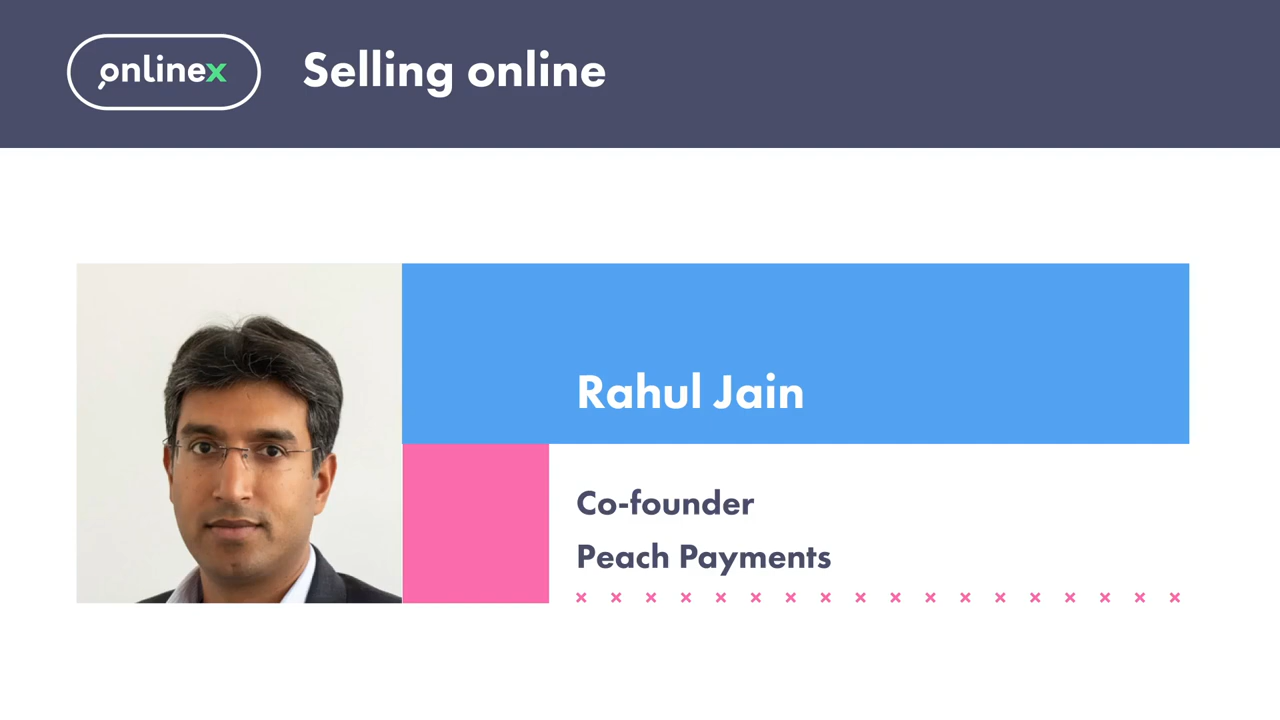 onlinex
Selling online
Rahul Jain
Co-founder
Peach Payments